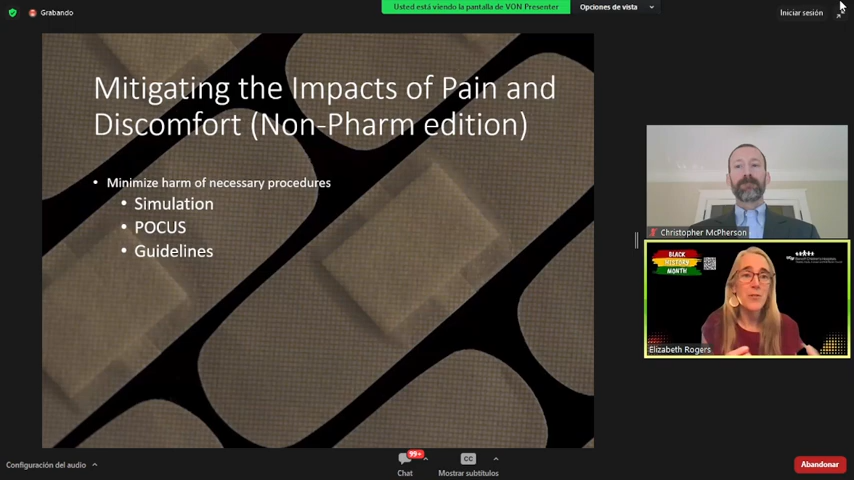 Grabando
Usted está viendo la pantalla de VON Presenter
Opciones de vista
Iniciar sesión
Mitigating the Impacts of Pain and
Discomfort (Non-Pharm edition)
• Minimize harm of necessary procedures
• Simulation
• POCUS
• Guidelines
Christopher McPherson
BLACK
HISTORY
MONTH
Elizabeth Rogers
Configuración del audio
99+
Chat
CC
Mostrar subtítulos
Abandonar